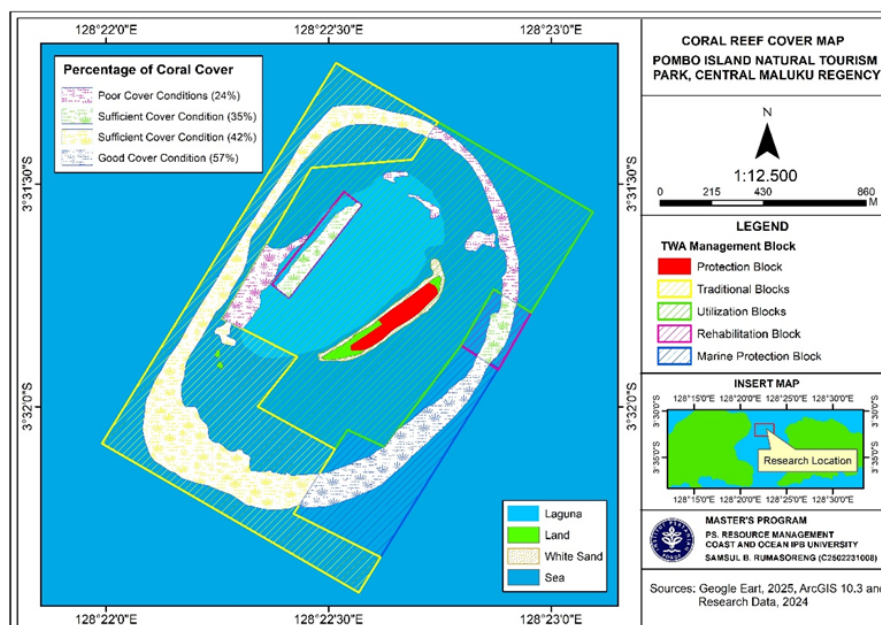 128°22'0"E
128°22'30"E
128°23'0"E
3°31'30"S
3°32'0"S
3°31'30"S
3°32'0"S
128°22'0"E
128°22'30"E
128°23'0"E
Percentage of Coral Cover
Poor Cover Conditions (24%)
Sufficient Cover Condition (35%)
Sufficient Cover Condition (42%)
Good Cover Condition (57%)
Laguna
Land
White Sand
Sea
CORAL REEF COVER MAP
POMBO ISLAND NATURAL TOURISM
PARK, CENTRAL MALUKU REGENCY
N
1:12.500
0 215 430 860
M
LEGEND
TWA Management Block
Protection Block
Traditional Blocks
Utilization Blocks
Rehabilitation Block
Marine Protection Block
INSERT MAP
128°15'0"E 128°20'0"E 128°25'0"E 128°30'0"E
3°30'0"S
3°35'0"S
3°30'0"S
3°35'0"S
Research Location
128°15'0"E 128°20'0"E 128°25'0"E 128°30'0"E
MASTER'S PROGRAM
PS. RESOURCE MANAGEMENT
COAST AND OCEAN IPB UNIVERSITY
SAMSUL B. RUMASORENG (C2502231008)
Sources: Geogle Eart, 2025, ArcGIS 10.3 and
Research Data, 2024